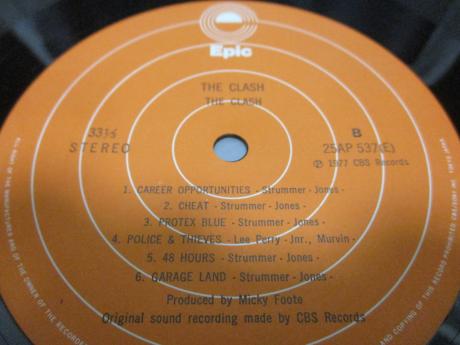 Epic
THE CLASH
THE CLASH
33⅓
STEREO
B
25AP 537(E)
℗ 1977 CBS Records
1. CAREER OPPORTUNITIES - Strummer - Jones -
2. CHEAT - Strummer - Jones -
3. PROTEX BLUE - Strummer - Jones -
4. POLICE & THIEVES - Lee Perry - Jnr., Murvin -
5. 48 HOURS - Strummer - Jones -
6. GARAGE LAND - Strummer - Jones -
Produced by Micky Foote
Original sound recording made by CBS Records